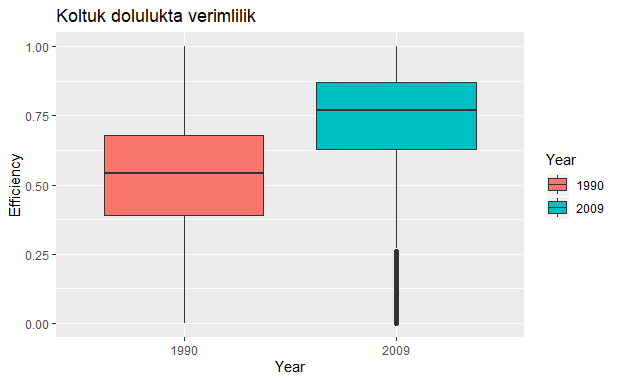 Koltuk dolulukta verimlilik
1.00
0.75
0.50
0.25
0.00
Efficiency
1990
2009
Year
Year
1990
2009